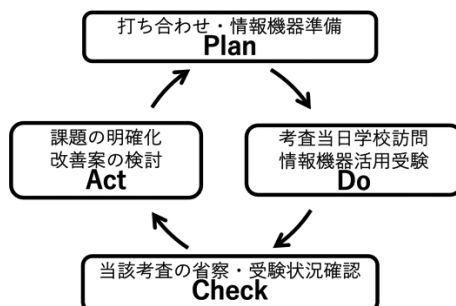 打ち合わせ・情報機器準備
Plan
課題の明確化
改善案の検討
Act
考査当日学校訪問
情報機器活用受験
Do
当該考査の省察・受験状況確認
Check